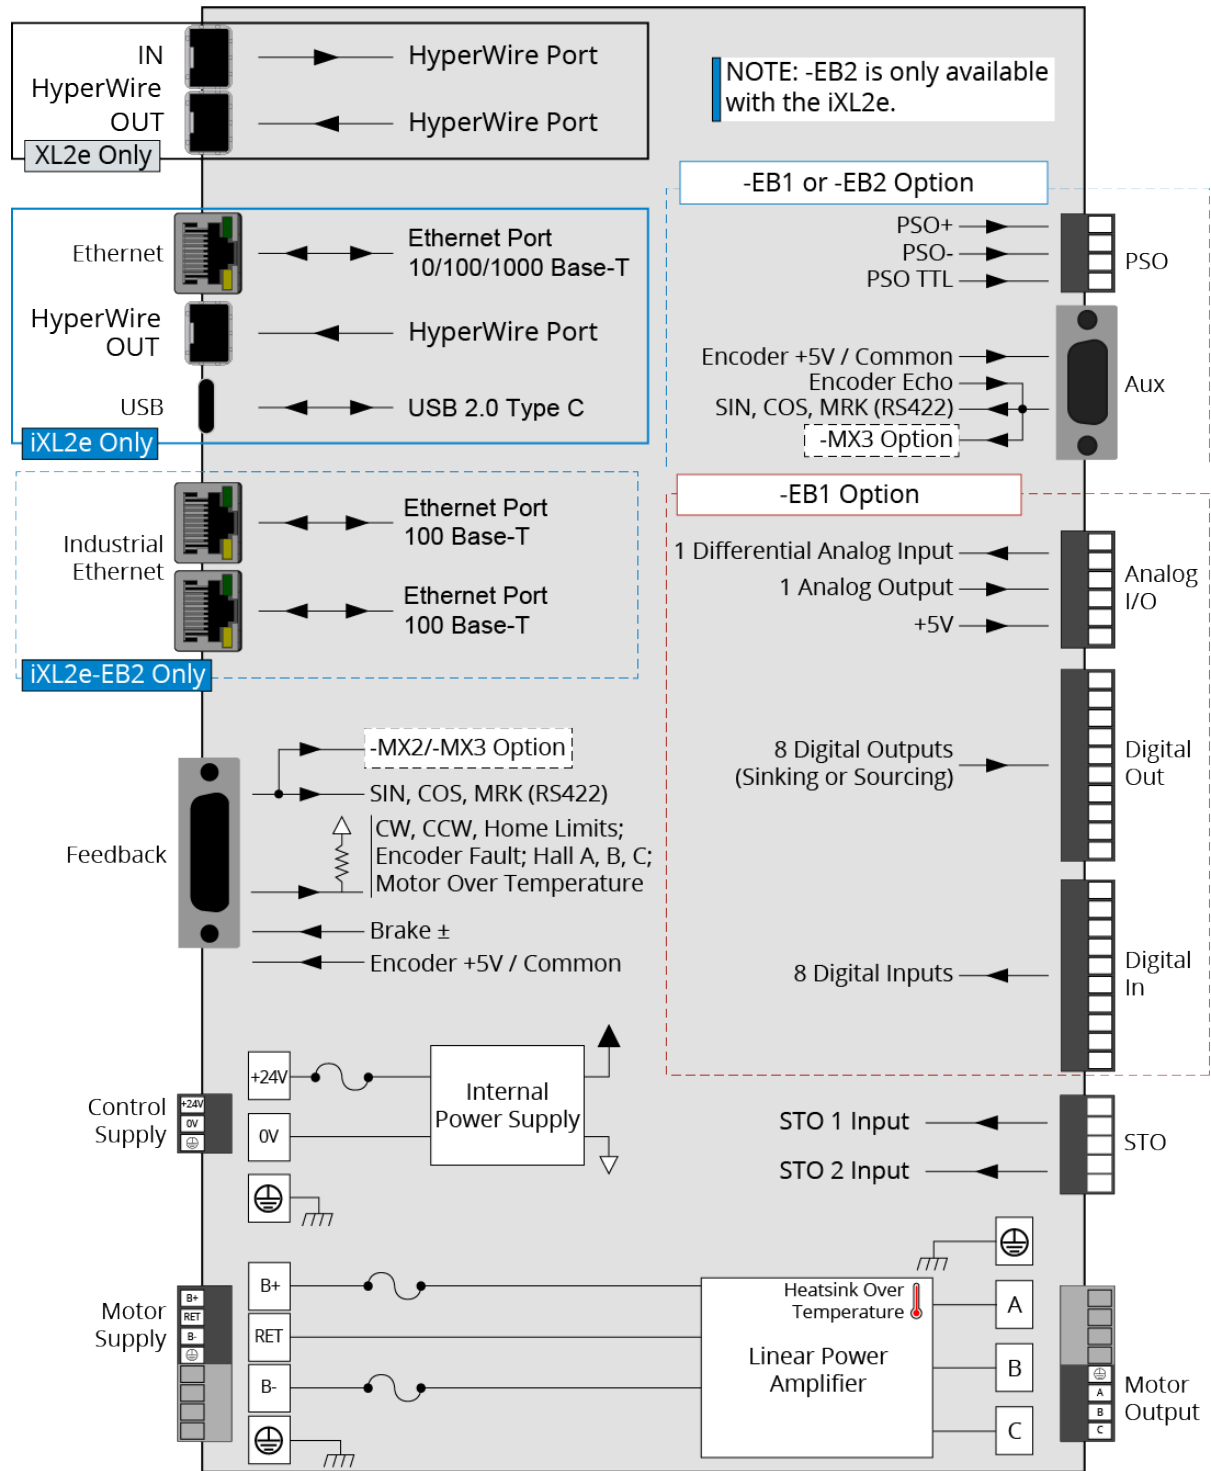 IN
HyperWire
OUT
HyperWire Port
HyperWire Port
XL2e Only
NOTE: -EB2 is only available
with the iXL2e.
Ethernet
Ethernet Port
10/100/1000 Base-T
HyperWire
OUT
HyperWire Port
USB
USB 2.0 Type C
iXL2e Only
Industrial
Ethernet
Ethernet Port
100 Base-T
Ethernet Port
100 Base-T
iXL2e-EB2 Only
-EB1 or -EB2 Option
PSO+
PSO-
PSO TTL
PSO
Encoder +5V / Common
Encoder Echo
SIN, COS, MRK (RS422)
-MX3 Option
Aux
-EB1 Option
1 Differential Analog Input
1 Analog Output
+5V
Analog
I/O
8 Digital Outputs
(Sinking or Sourcing)
Digital
Out
8 Digital Inputs
Digital
In
Feedback
-MX2/-MX3 Option
SIN, COS, MRK (RS422)
CW, CCW, Home Limits;
Encoder Fault; Hall A, B, C;
Motor Over Temperature
Brake ±
Encoder +5V / Common
Control
Supply
+24V
0V
+24V
0V
Internal
Power Supply
STO 1 Input
STO 2 Input
STO
Motor
Supply
B+
RET
B-
B+
RET
B-
Heatsink Over
Temperature
Linear Power
Amplifier
A
B
C
A
B
C
Motor
Output